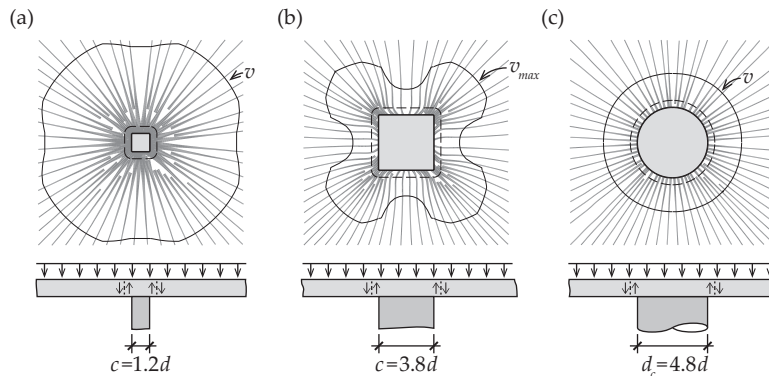 (a)
(b)
(c)
v
v_max
v
c=1.2d
c=3.8d
d_c=4.8d